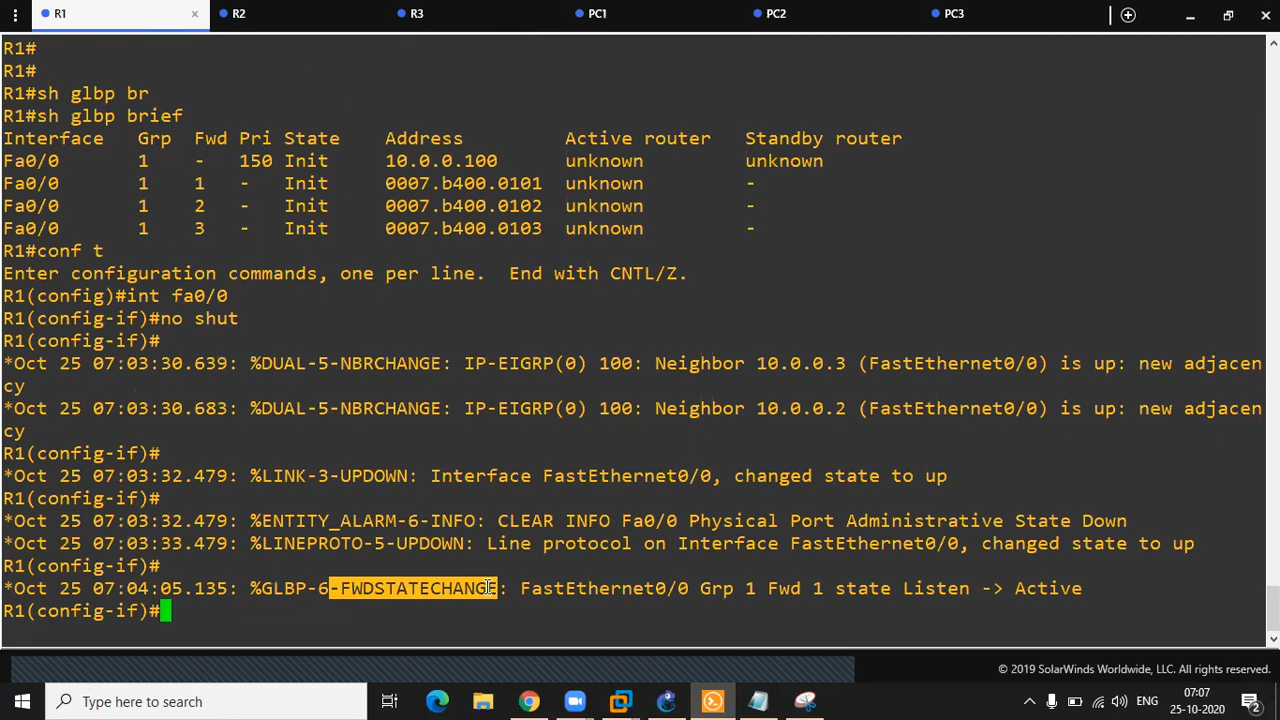 R1 × R2 R3 PC1 PC2 PC3
R1#
R1#
R1#sh glbp br
R1#sh glbp brief
Interface Grp Fwd Pri State Address Active router Standby router
Fa0/0 1 - 150 Init 10.0.0.100 unknown unknown
Fa0/0 1 1 - Init 0007.b400.0101 unknown -
Fa0/0 1 2 - Init 0007.b400.0102 unknown -
Fa0/0 1 3 - Init 0007.b400.0103 unknown -
R1#conf t
Enter configuration commands, one per line. End with CNTL/Z.
R1(config)#int fa0/0
R1(config-if)#no shut
R1(config-if)#
*Oct 25 07:03:30.639: %DUAL-5-NBRCHANGE: IP-EIGRP(0) 100: Neighbor 10.0.0.3 (FastEthernet0/0) is up: new adjacen
cy
*Oct 25 07:03:30.683: %DUAL-5-NBRCHANGE: IP-EIGRP(0) 100: Neighbor 10.0.0.2 (FastEthernet0/0) is up: new adjacen
cy
R1(config-if)#
*Oct 25 07:03:32.479: %LINK-3-UPDOWN: Interface FastEthernet0/0, changed state to up
R1(config-if)#
*Oct 25 07:03:32.479: %ENTITY_ALARM-6-INFO: CLEAR INFO Fa0/0 Physical Port Administrative State Down
*Oct 25 07:03:33.479: %LINEPROTO-5-UPDOWN: Line protocol on Interface FastEthernet0/0, changed state to up
R1(config-if)#
*Oct 25 07:04:05.135: %GLBP-6-FWDSTATECHANGE: FastEthernet0/0 Grp 1 Fwd 1 state Listen -> Active
R1(config-if)#
© 2019 SolarWinds Worldwide, LLC. All rights reserved.
Type here to search
ENG
07:07
25-10-2020
2